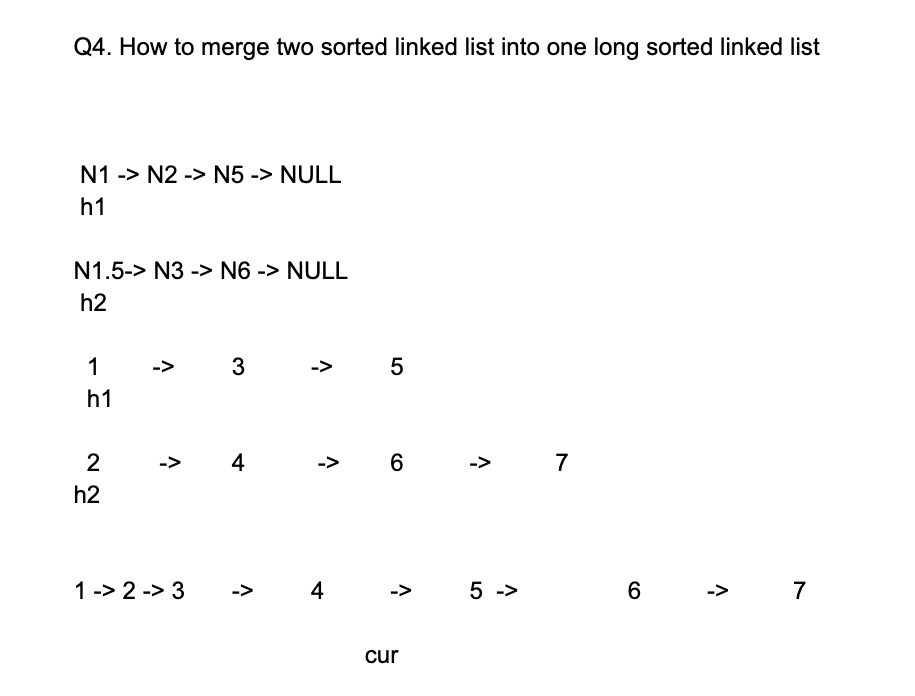 Q4. How to merge two sorted linked list into one long sorted linked list
N1 -> N2 -> N5 -> NULL
h1
N1.5-> N3 -> N6 -> NULL
h2
1 -> 3 -> 5
h1
2 -> 4 -> 6 -> 7
h2
1 -> 2 -> 3 -> 4 -> 5 -> 6 -> 7
cur